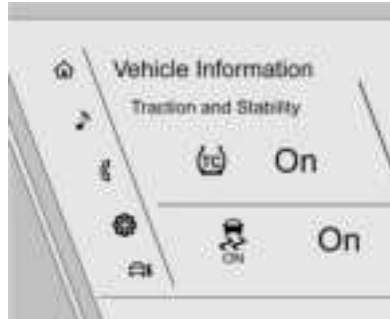 Vehicle Information
Traction and Stability
TC On
ON On